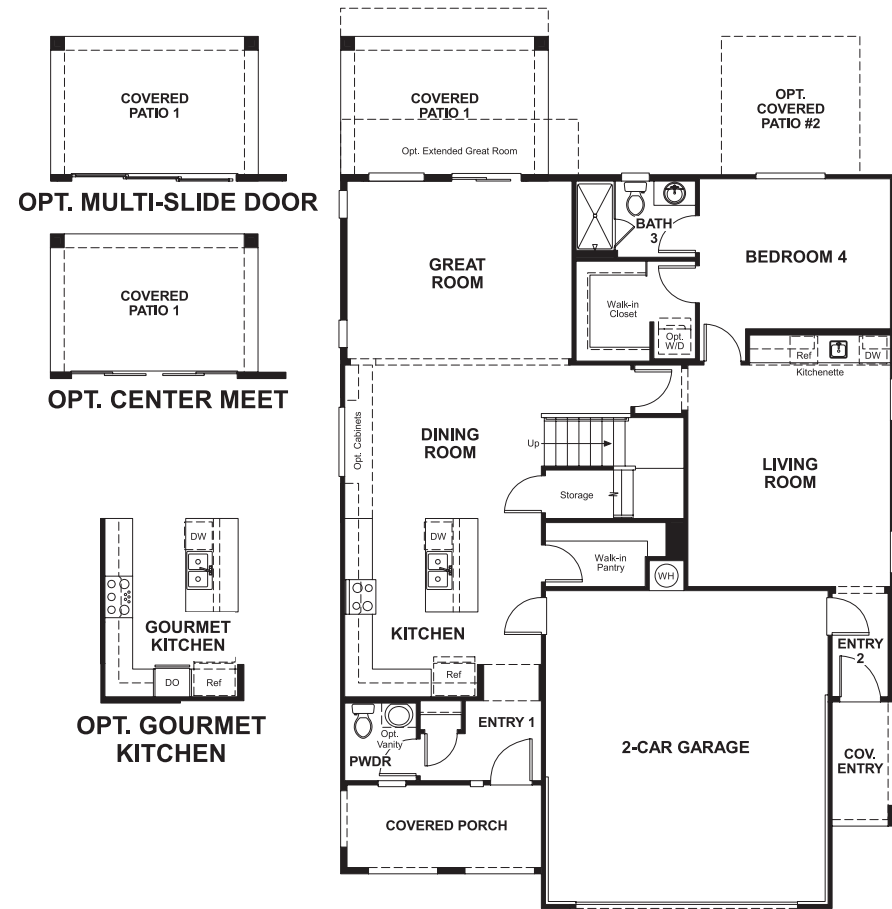 COVERED
PATIO 1
OPT. MULTI-SLIDE DOOR
COVERED
PATIO 1
OPT. CENTER MEET
DW
GOURMET
KITCHEN
DO
Ref
OPT. GOURMET
KITCHEN
COVERED
PATIO 1
Opt. Extended Great Room
OPT.
COVERED
PATIO #2
GREAT
ROOM
BATH
3
BEDROOM 4
Walk-in
Closet
Opt.
W/D
Ref
DW
Kitchenette
Opt. Cabinets
DINING
ROOM
Up
Storage
LIVING
ROOM
DW
Walk-in
Pantry
WH
KITCHEN
Ref
ENTRY
2
Opt.
Vanity
PWDR
ENTRY 1
2-CAR GARAGE
COV.
ENTRY
COVERED PORCH